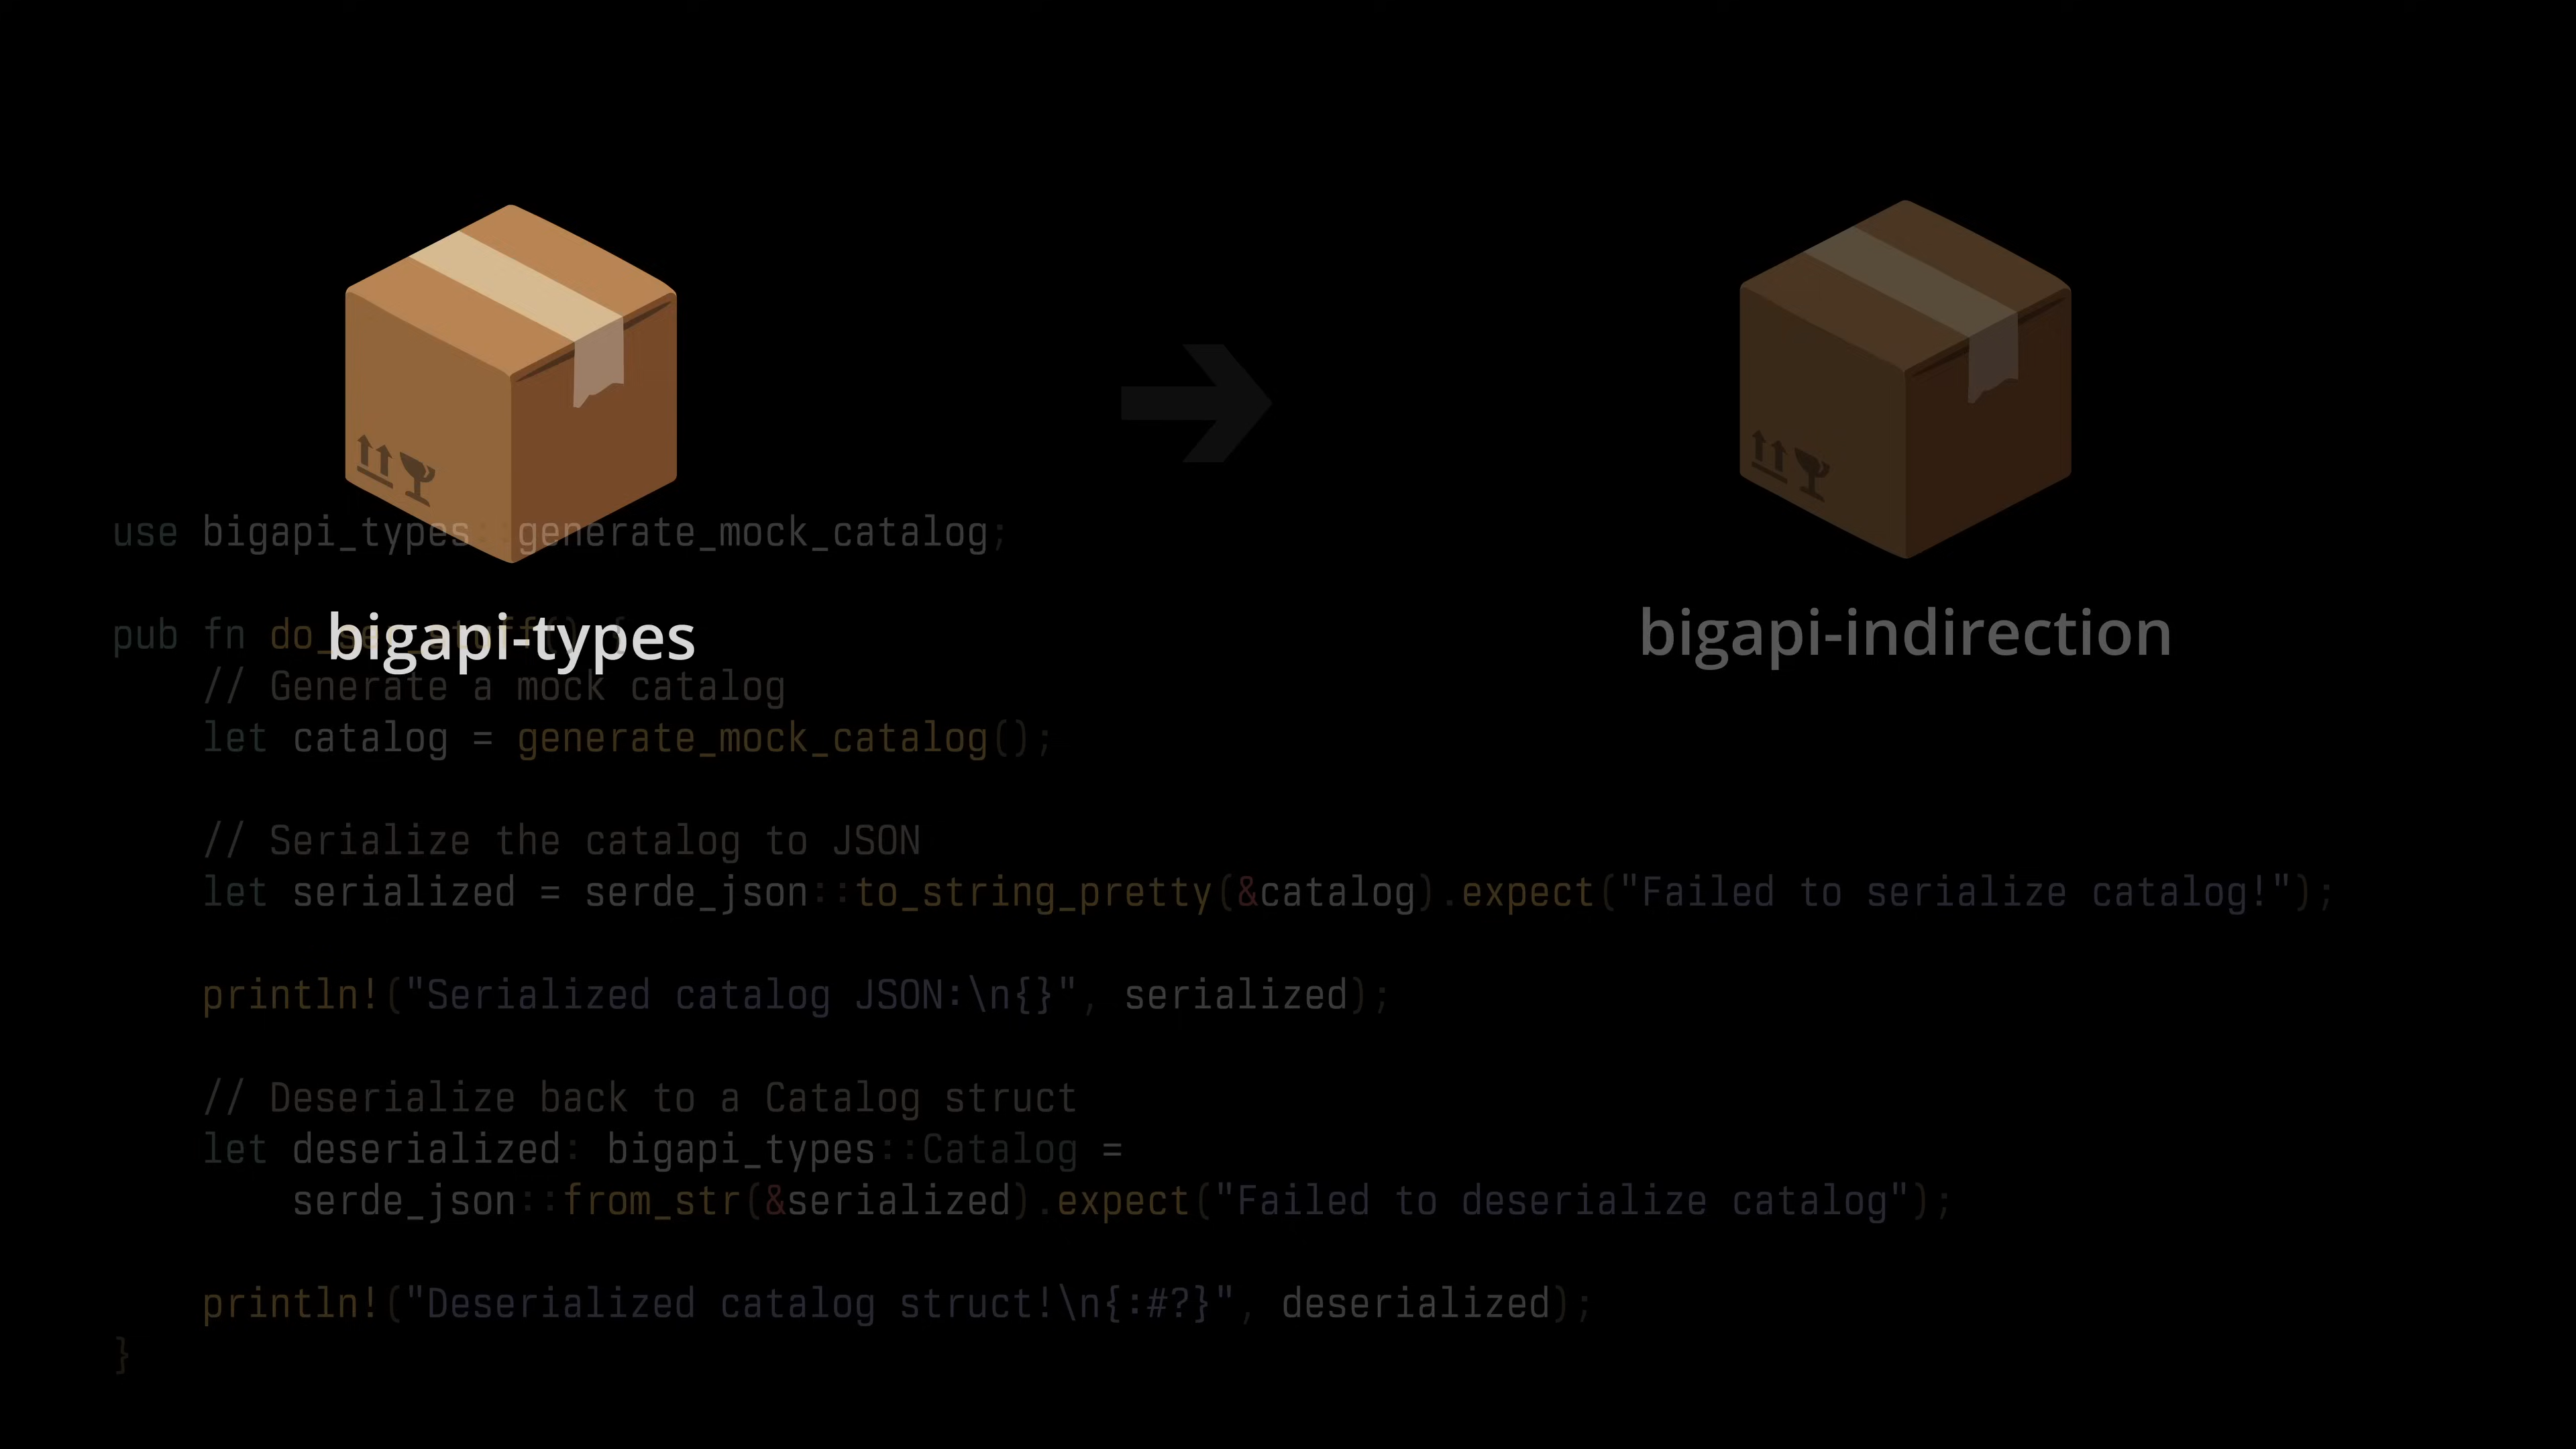 use bigapi_types::generate_mock_catalog;
bigapi-types
bigapi-indirection
pub fn do_ser_stuff() {
// Generate a mock catalog
let catalog = generate_mock_catalog();
// Serialize the catalog to JSON
let serialized = serde_json::to_string_pretty(&catalog).expect("Failed to serialize catalog!");
println!("Serialized catalog JSON:\n{}", serialized);
// Deserialize back to a Catalog struct
let deserialized: bigapi_types::Catalog =
serde_json::from_str(&serialized).expect("Failed to deserialize catalog");
println!("Deserialized catalog struct!\n{:#?}", deserialized);
}